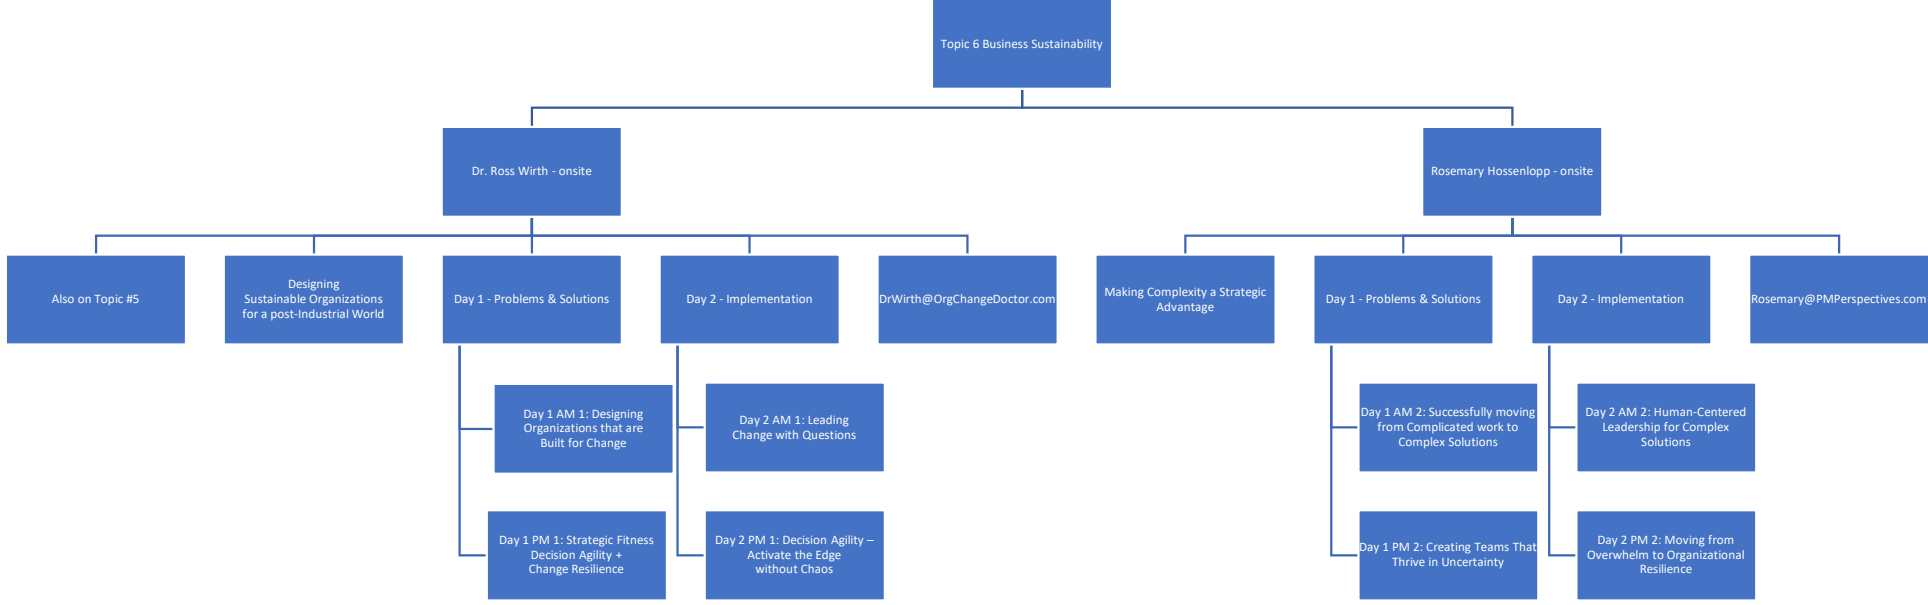 Topic 6 Business Sustainability
Dr. Ross Wirth - onsite
Rosemary Hossenlopp - onsite
Also on Topic #5
Designing
Sustainable Organizations
for a post-Industrial World
Day 1 - Problems & Solutions
Day 2 - Implementation
DrWirth@OrgChangeDoctor.com
Making Complexity a Strategic
Advantage
Day 1 - Problems & Solutions
Day 2 - Implementation
Rosemary@PMPerspectives.com
Day 1 AM 1: Designing
Organizations that are
Built for Change
Day 2 AM 1: Leading
Change with Questions
Day 1 AM 2: Successfully moving
from Complicated work to
Complex Solutions
Day 2 AM 2: Human-Centered
Leadership for Complex
Solutions
Day 1 PM 1: Strategic Fitness
Decision Agility +
Change Resilience
Day 2 PM 1: Decision Agility –
Activate the Edge
without Chaos
Day 1 PM 2: Creating Teams That
Thrive in Uncertainty
Day 2 PM 2: Moving from
Overwhelm to Organizational
Resilience